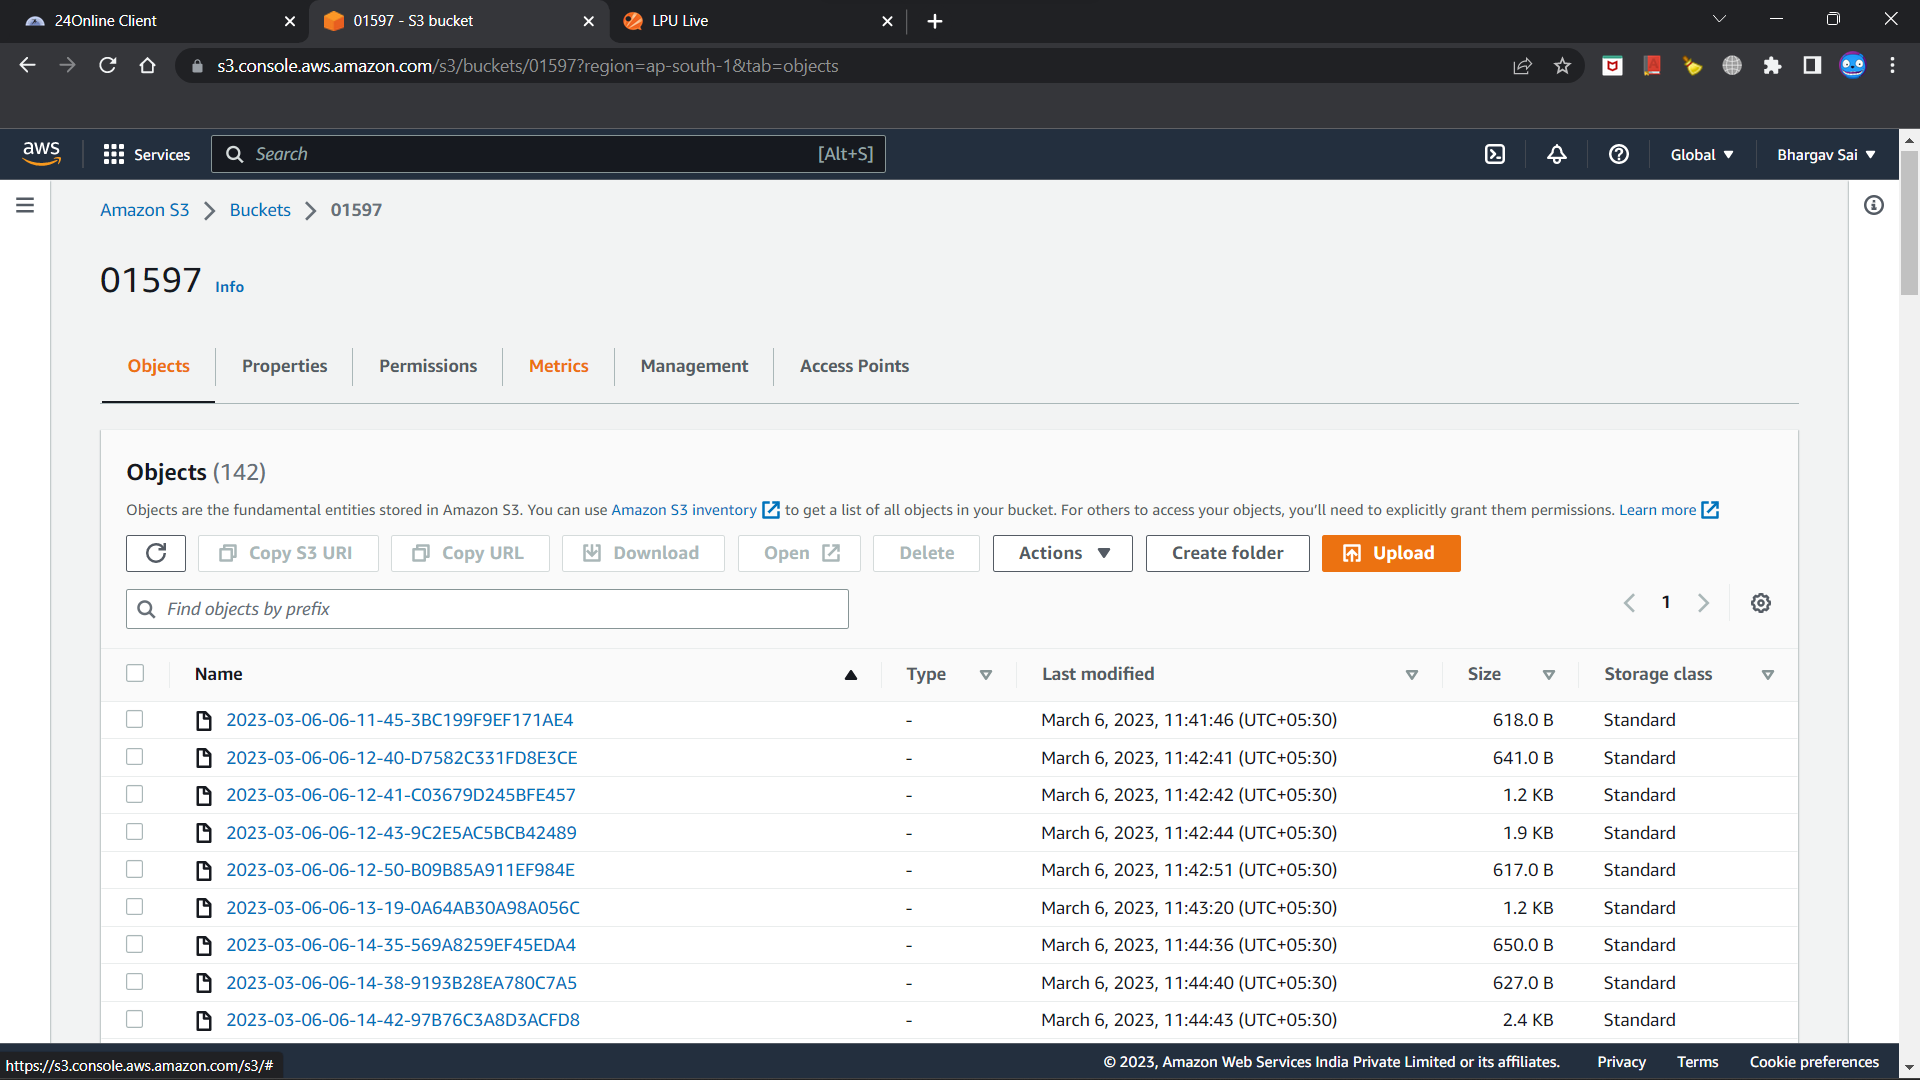 24Online Client
01597 - S3 bucket
LPU Live
s3.console.aws.amazon.com/s3/buckets/01597?region=ap-south-1&tab=objects
aws
Services
Search
[Alt+S]
Global
Bhargav Sai
Amazon S3
Buckets
01597
01597 Info
Objects
Properties
Permissions
Metrics
Management
Access Points
Objects (142)
Objects are the fundamental entities stored in Amazon S3. You can use Amazon S3 inventory to get a list of all objects in your bucket. For others to access your objects, you'll need to explicitly grant them permissions. Learn more
Copy S3 URI
Copy URL
Download
Open
Delete
Actions
Create folder
Upload
Find objects by prefix
1
Name Type Last modified Size Storage class
2023-03-06-06-11-45-3BC199F9EF171AE4 - March 6, 2023, 11:41:46 (UTC+05:30) 618.0 B Standard
2023-03-06-06-12-40-D7582C331FD8E3CE - March 6, 2023, 11:42:41 (UTC+05:30) 641.0 B Standard
2023-03-06-06-12-41-C03679D245BFE457 - March 6, 2023, 11:42:42 (UTC+05:30) 1.2 KB Standard
2023-03-06-06-12-43-9C2E5AC5BCB42489 - March 6, 2023, 11:42:44 (UTC+05:30) 1.9 KB Standard
2023-03-06-06-12-50-B09B85A911EF984E - March 6, 2023, 11:42:51 (UTC+05:30) 617.0 B Standard
2023-03-06-06-13-19-0A64AB30A98A056C - March 6, 2023, 11:43:20 (UTC+05:30) 1.2 KB Standard
2023-03-06-06-14-35-569A8259EF45EDA4 - March 6, 2023, 11:44:36 (UTC+05:30) 650.0 B Standard
2023-03-06-06-14-38-9193B28EA780C7A5 - March 6, 2023, 11:44:40 (UTC+05:30) 627.0 B Standard
2023-03-06-06-14-42-97B76C3A8D3ACFD8 - March 6, 2023, 11:44:43 (UTC+05:30) 2.4 KB Standard
https://s3.console.aws.amazon.com/s3/#
© 2023, Amazon Web Services India Private Limited or its affiliates. Privacy Terms Cookie preferences